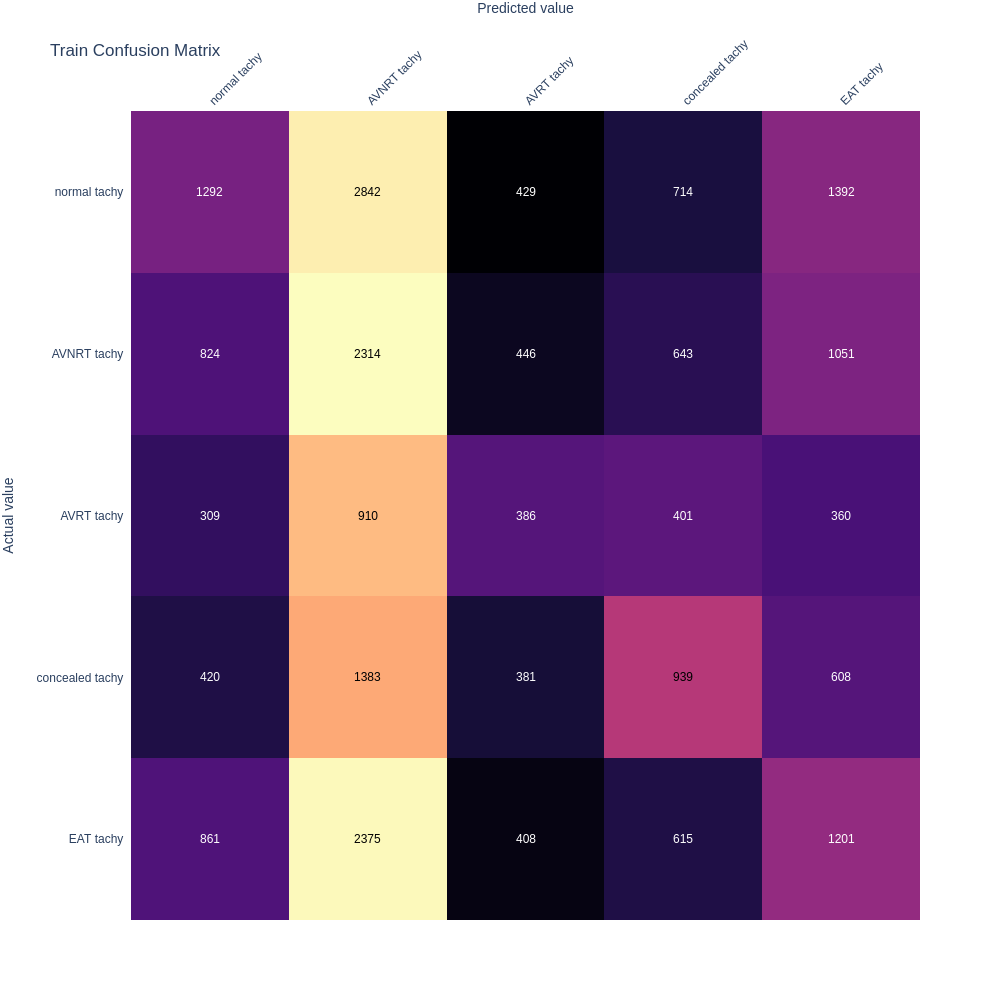 Predicted value
Train Confusion Matrix
normal tachy AVNRT tachy AVRT tachy concealed tachy EAT tachy
normal tachy 1292 2842 429 714 1392
AVNRT tachy 824 2314 446 643 1051
Actual value
AVRT tachy 309 910 386 401 360
concealed tachy 420 1383 381 939 608
EAT tachy 861 2375 408 615 1201